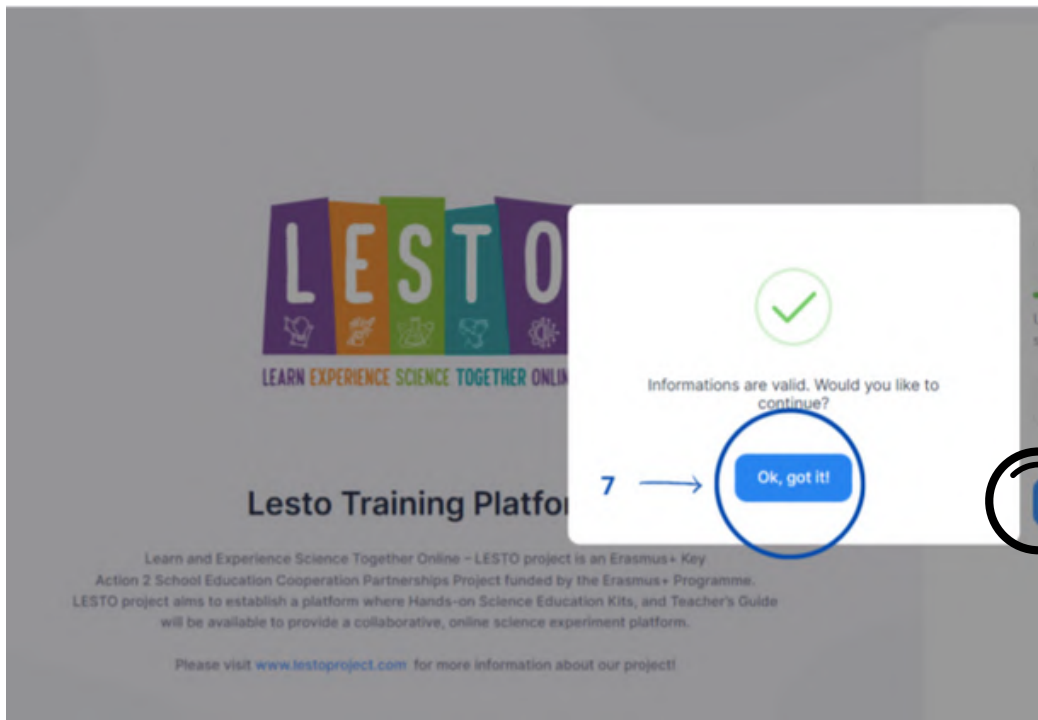 LESTO
LEARN EXPERIENCE SCIENCE TOGETHER
Informations are valid. Would you like to
continue?
7
Ok, got it!
Lesto Training
Learn and Experience Science Together Online – LESTO project is an Erasmus+ Key
Action 2 School Education Cooperation Partnerships Project funded by the Erasmus+ Programme.
LESTO project aims to establish a platform where Hands-on Science Education Kits, and Teacher's Guide
will be available to provide a collaborative, online science experiment platform.
Please visit www.lestoproject.com for more information about our project!